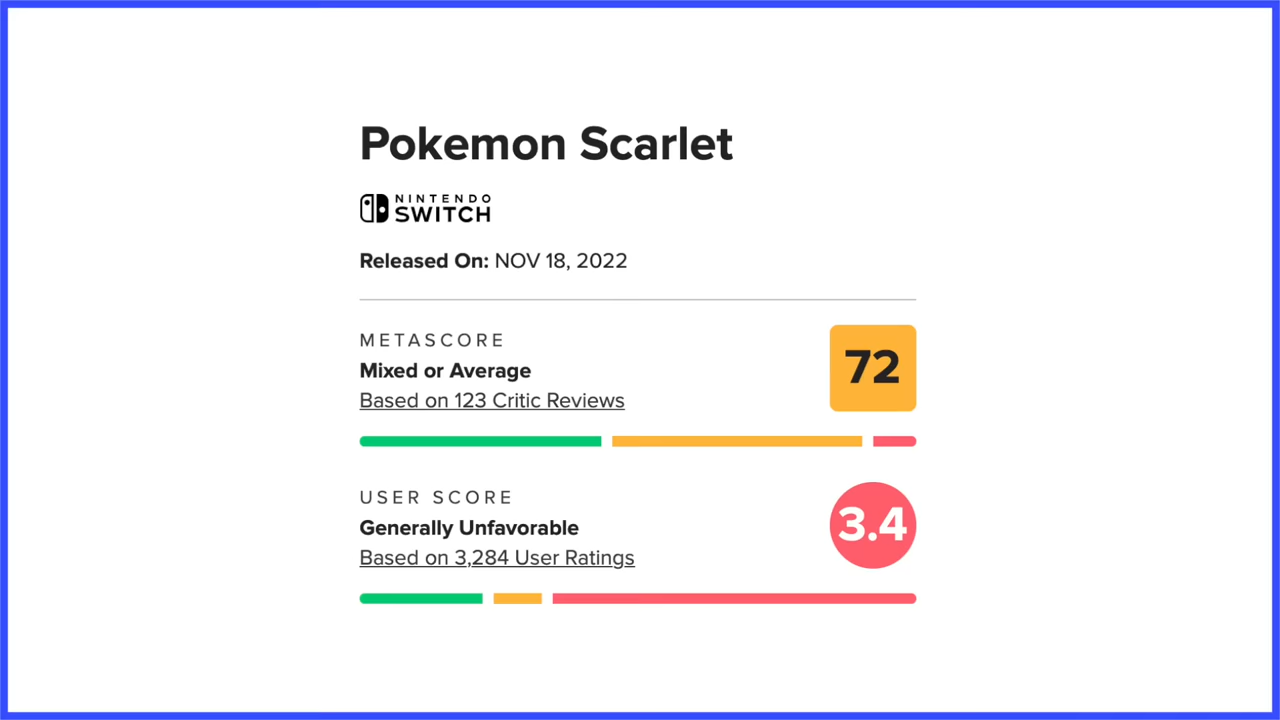 Pokemon Scarlet
NINTENDO
SWITCH
Released On: NOV 18, 2022
METASCORE
Mixed or Average
Based on 123 Critic Reviews
72
USER SCORE
Generally Unfavorable
Based on 3,284 User Ratings
3.4